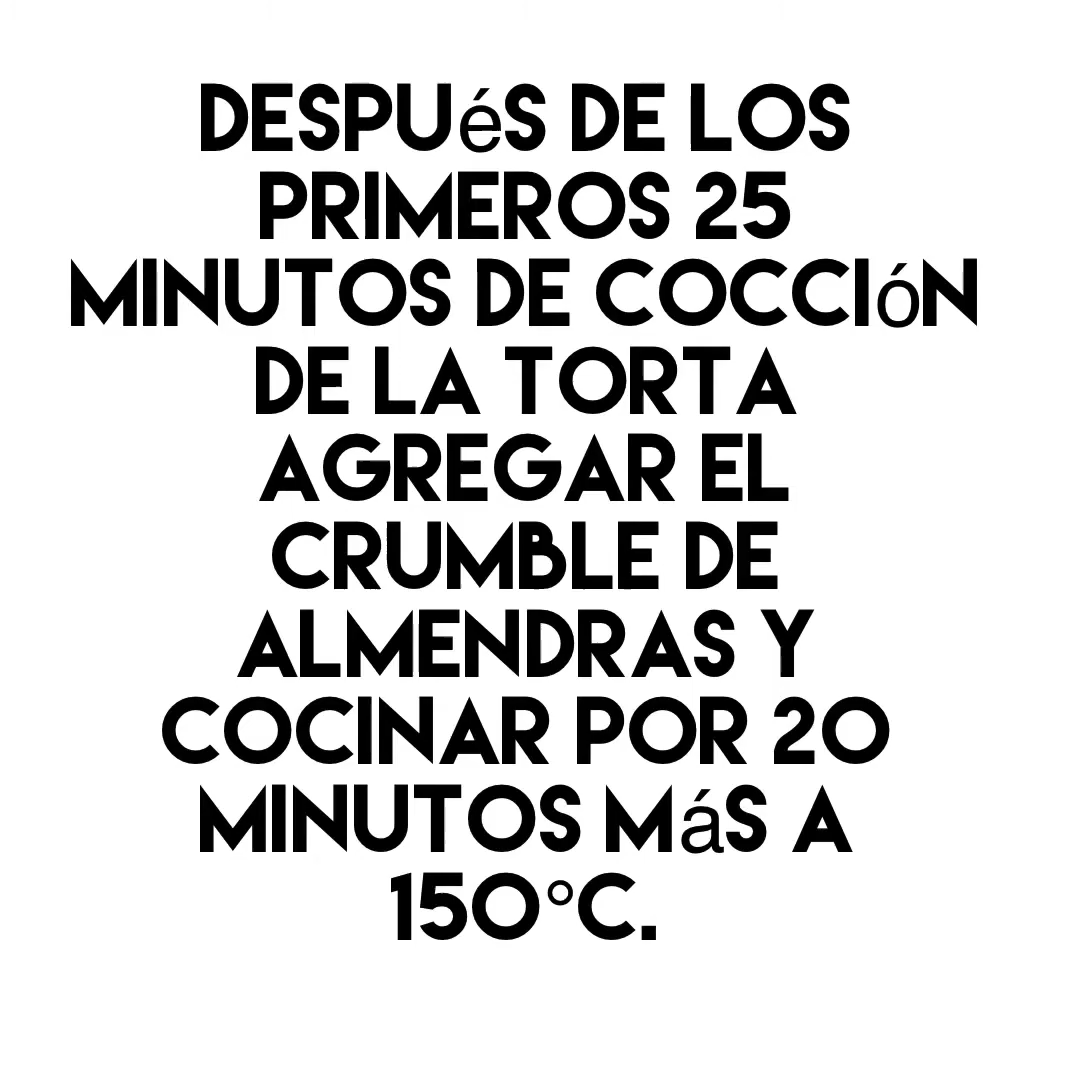 DESPUéS DE LOS
PRIMEROS 25
MINUTOS DE COCCIóN
DE LA TORTA
AGREGAR EL
CRUMBLE DE
ALMENDRAS Y
COCINAR POR 20
MINUTOS MáS A
150°C.